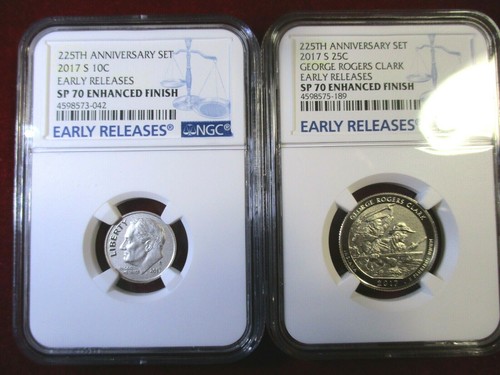 225TH ANNIVERSARY SET
2017 S 10C
EARLY RELEASES
SP 70 ENHANCED FINISH
4598573-042
EARLY RELEASES®
NGC®
LIBERTY
225TH ANNIVERSARY SET
2017 S 25C
GEORGE ROGERS CLARK
EARLY RELEASES
SP 70 ENHANCED FINISH
4598575-189
EARLY RELEASES
GEORGE ROGERS CLARK
2017